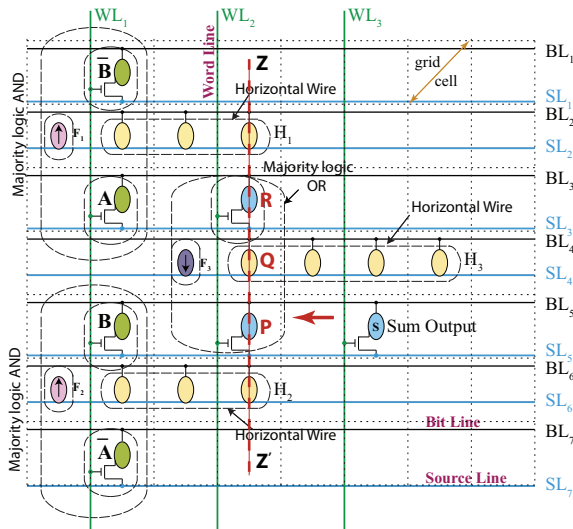 WL₁
WL₂
WL₃
Word Line
Z
grid
cell
BL₁
B̅
Horizontal Wire
SL₁
BL₂
Majority logic AND
F₁
H₁
SL₂
Majority logic
OR
BL₃
A
R
Horizontal Wire
SL₃
BL₄
F₃
Q
H₃
SL₄
BL₅
B
P
s
Sum Output
SL₅
BL₆
Majority logic AND
F₂
H₂
SL₆
Bit Line
Horizontal Wire
BL₇
A̅
Z'
Source Line
SL₇